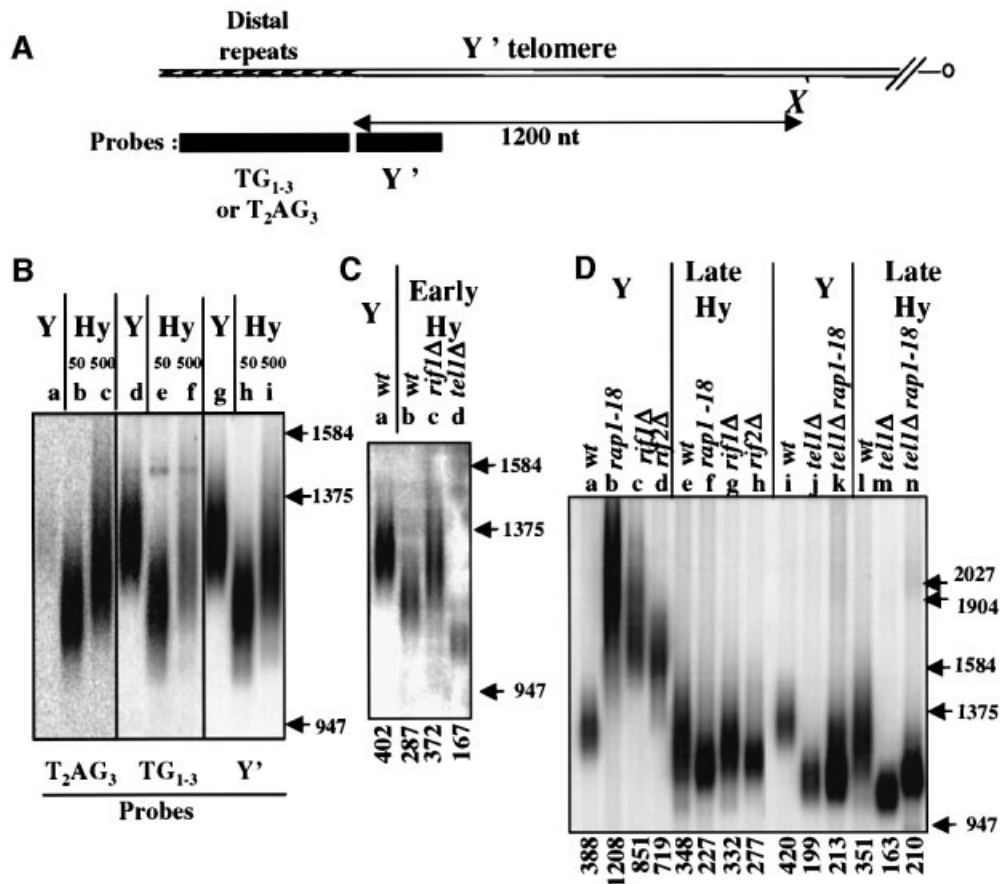 A
Distal
repeats
Y ' telomere
X
1200 nt
Probes :
TG1-3
or T2AG3
Y '
B
Y Hy Y Hy Y Hy
50 500 50 500 50 500
a b c d e f g h i
1584
1375
947
T2AG3 TG1-3 Y'
Probes
C
Early
Y Hy
wt wt rif1Δ tel1Δ
a b c d
1584
1375
947
402 287 372 167
D
Late Late
Y Hy Y Hy
wt rap1-18 rif1Δ rif2Δ wt rap1-18 rif1Δ rif2Δ wt tel1Δ tel1Δ rap1-18 wt tel1Δ tel1Δ rap1-18
a b c d e f g h i j k l m n
2027
1904
1584
1375
947
388 1208 851 719 348 227 332 277 420 199 213 351 163 210